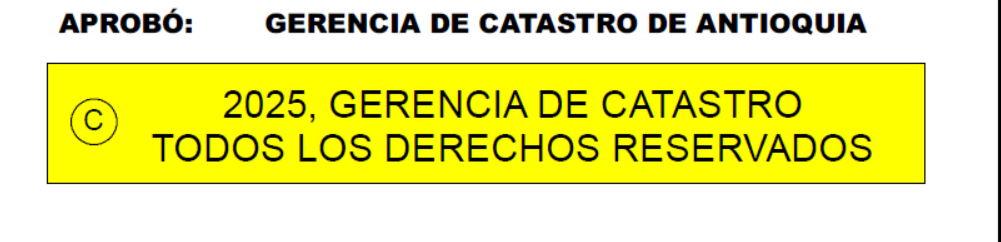 APROBÓ: GERENCIA DE CATASTRO DE ANTIOQUIA
© 2025, GERENCIA DE CATASTRO
TODOS LOS DERECHOS RESERVADOS